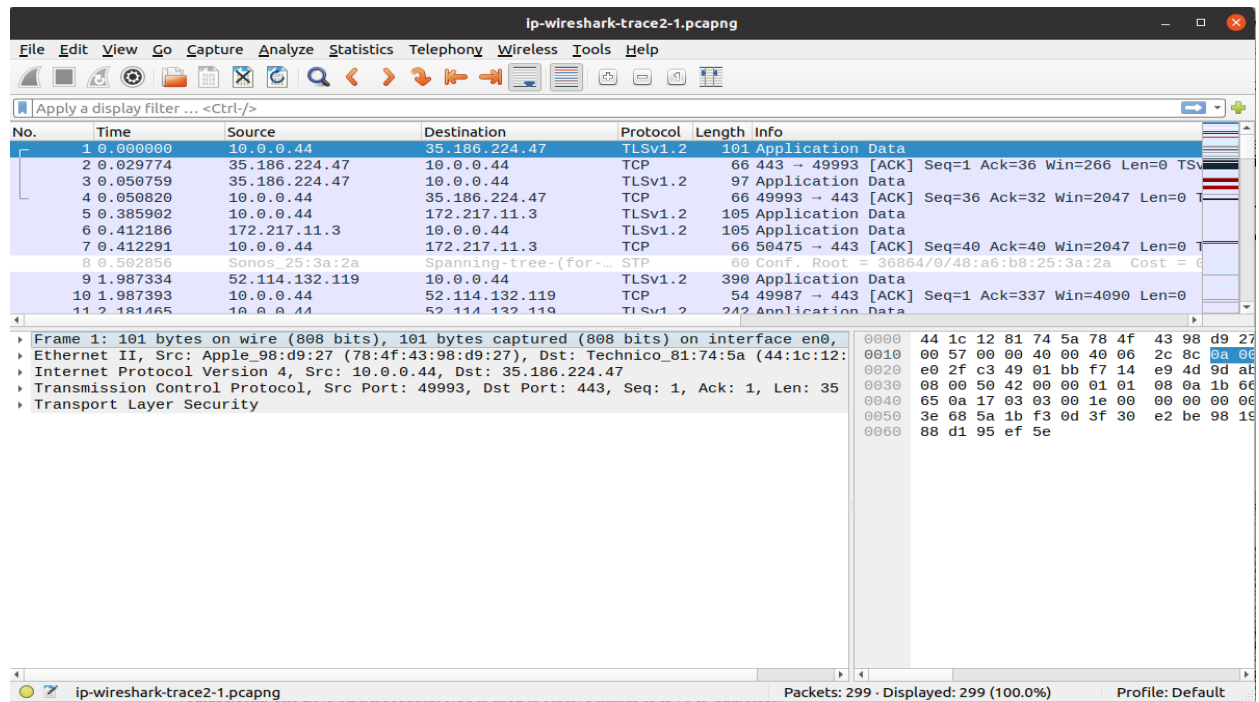 ip-wireshark-trace2-1.pcapng
File Edit View Go Capture Analyze Statistics Telephony Wireless Tools Help
Apply a display filter … <Ctrl-/>
No. Time Source Destination Protocol Length Info
1 0.000000 10.0.0.44 35.186.224.47 TLSv1.2 101 Application Data
2 0.029774 35.186.224.47 10.0.0.44 TCP 66 443 → 49993 [ACK] Seq=1 Ack=36 Win=266 Len=0 TSv
3 0.050759 35.186.224.47 10.0.0.44 TLSv1.2 97 Application Data
4 0.050820 10.0.0.44 35.186.224.47 TCP 66 49993 → 443 [ACK] Seq=36 Ack=32 Win=2047 Len=0 T
5 0.385902 10.0.0.44 172.217.11.3 TLSv1.2 105 Application Data
6 0.412186 172.217.11.3 10.0.0.44 TLSv1.2 105 Application Data
7 0.412291 10.0.0.44 172.217.11.3 TCP 66 50475 → 443 [ACK] Seq=40 Ack=40 Win=2047 Len=0 T
8 0.502856 Sonos_25:3a:2a Spanning-tree-(for-… STP 60 Conf. Root = 36864/0/48:a6:b8:25:3a:2a Cost = 0
9 1.987334 52.114.132.119 10.0.0.44 TLSv1.2 390 Application Data
10 1.987393 10.0.0.44 52.114.132.119 TCP 54 49987 → 443 [ACK] Seq=1 Ack=337 Win=4090 Len=0
11 2.181465 10.0.0.44 52.114.132.119 TLSv1.2 242 Application Data
Frame 1: 101 bytes on wire (808 bits), 101 bytes captured (808 bits) on interface en0,
Ethernet II, Src: Apple_98:d9:27 (78:4f:43:98:d9:27), Dst: Technico_81:74:5a (44:1c:12:
Internet Protocol Version 4, Src: 10.0.0.44, Dst: 35.186.224.47
Transmission Control Protocol, Src Port: 49993, Dst Port: 443, Seq: 1, Ack: 1, Len: 35
Transport Layer Security
0000 44 1c 12 81 74 5a 78 4f 43 98 d9 27
0010 00 57 00 00 40 00 40 06 2c 8c 0a 00
0020 e0 2f c3 49 01 bb f7 14 e9 4d 9d ab
0030 08 00 50 42 00 00 01 01 08 0a 1b 66
0040 65 0a 17 03 03 00 1e 00 00 00 00 00
0050 3e 68 5a 1b f3 0d 3f 30 e2 be 98 19
0060 88 d1 95 ef 5e
ip-wireshark-trace2-1.pcapng Packets: 299 · Displayed: 299 (100.0%) Profile: Default